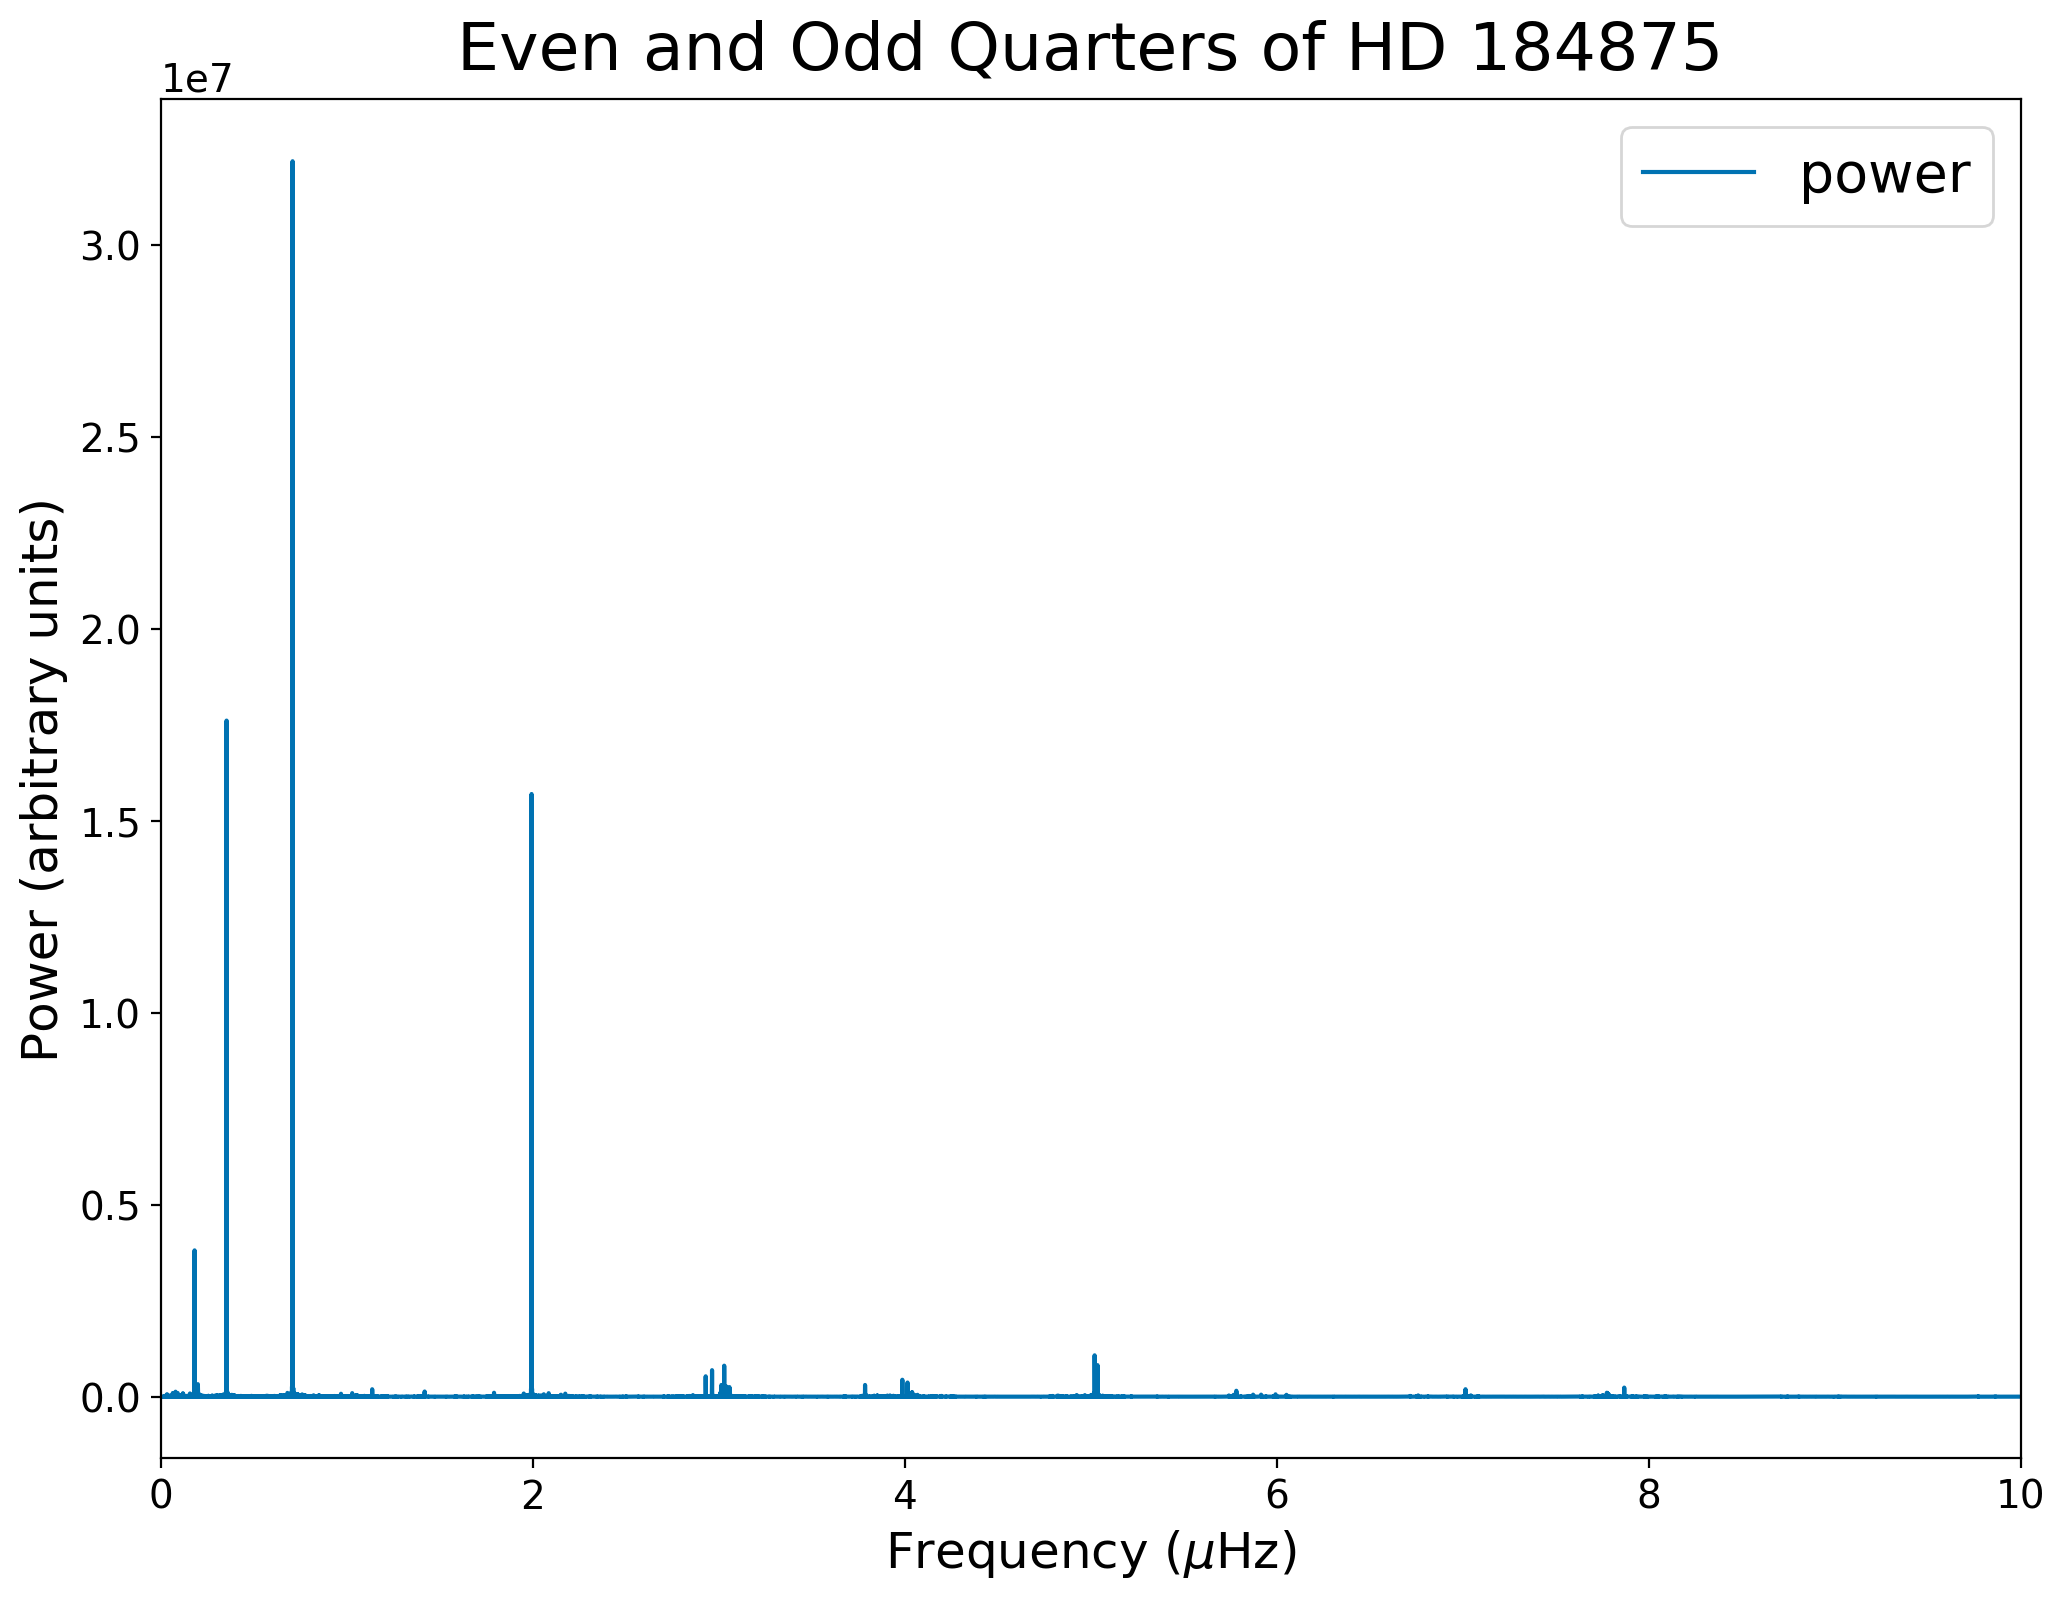 Even and Odd Quarters of HD 184875
1e7
power
3.0
2.5
2.0
1.5
1.0
0.5
0.0
Power (arbitrary units)
0 2 4 6 8 10
Frequency (μHz)